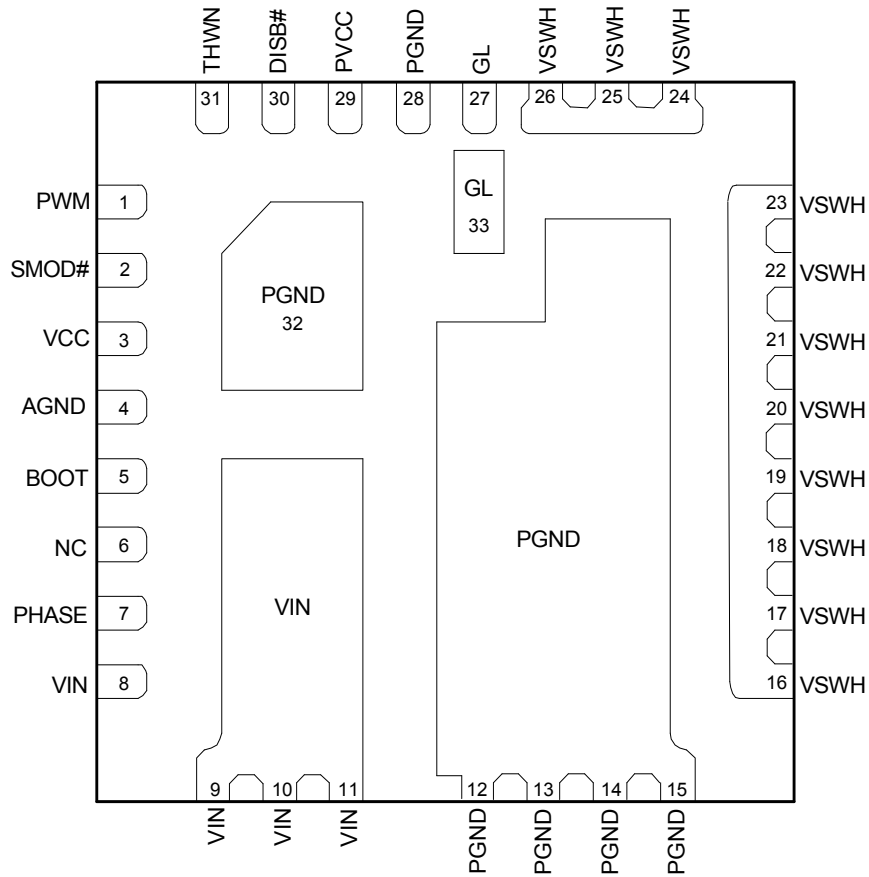 THWN
DISB#
PVCC
PGND
GL
VSWH
VSWH
VSWH
31
30
29
28
27
26
25
24
PWM 1
SMOD# 2
VCC 3
AGND 4
BOOT 5
NC 6
PHASE 7
VIN 8
GL
33
PGND
32
VIN
PGND
23 VSWH
22 VSWH
21 VSWH
20 VSWH
19 VSWH
18 VSWH
17 VSWH
16 VSWH
9
10
11
12
13
14
15
VIN
VIN
VIN
PGND
PGND
PGND
PGND